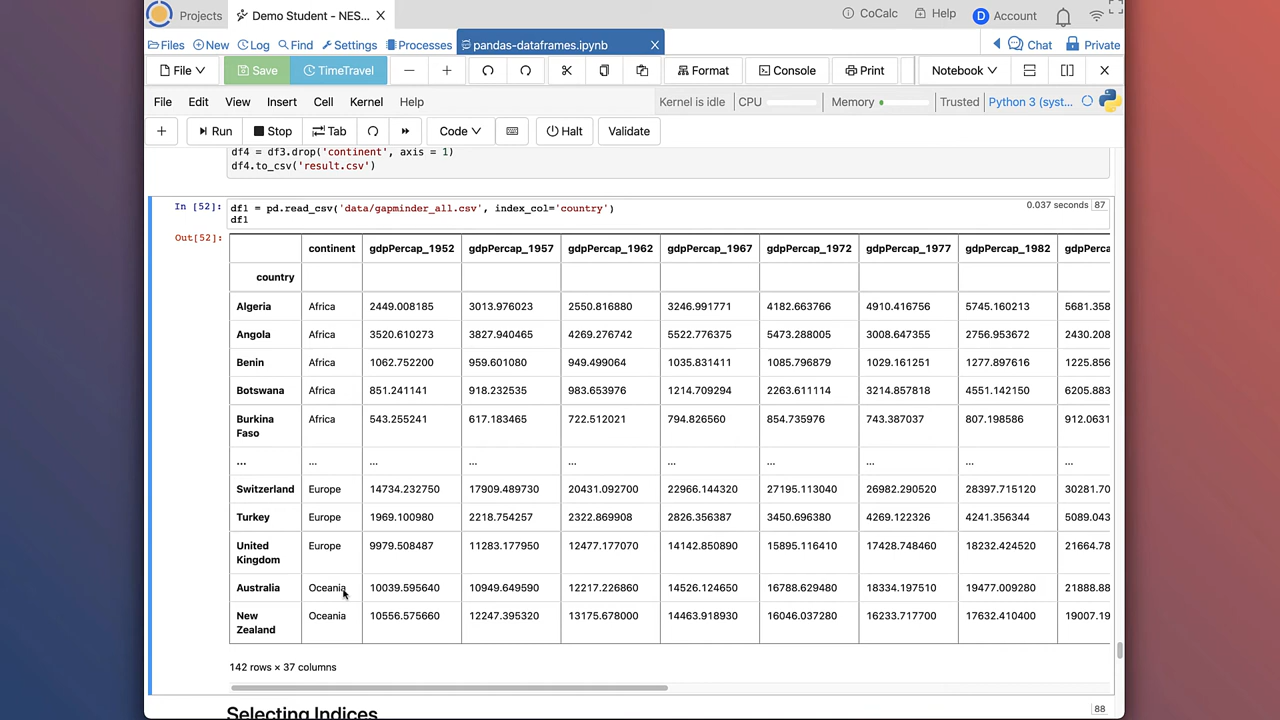 Projects Demo Student - NES... CoCalc Help D Account
Files New Log Find Settings Processes pandas-dataframes.ipynb Chat Private
File Save TimeTravel Format Console Print Notebook
File Edit View Insert Cell Kernel Help Kernel is idle CPU Memory Trusted Python 3 (syst...
Run Stop Tab Code Halt Validate
df4 = df3.drop('continent', axis = 1)
df4.to_csv('result.csv')
In [52]: df1 = pd.read_csv('data/gapminder_all.csv', index_col='country') 0.037 seconds 87
df1
Out[52]:
continent gdpPercap_1952 gdpPercap_1957 gdpPercap_1962 gdpPercap_1967 gdpPercap_1972 gdpPercap_1977 gdpPercap_1982 gdpPerca
country
Algeria Africa 2449.008185 3013.976023 2550.816880 3246.991771 4182.663766 4910.416756 5745.160213 5681.358
Angola Africa 3520.610273 3827.940465 4269.276742 5522.776375 5473.288005 3008.647355 2756.953672 2430.208
Benin Africa 1062.752200 959.601080 949.499064 1035.831411 1085.796879 1029.161251 1277.897616 1225.856
Botswana Africa 851.241141 918.232535 983.653976 1214.709294 2263.611114 3214.857818 4551.142150 6205.883
Burkina Faso Africa 543.255241 617.183465 722.512021 794.826560 854.735976 743.387037 807.198586 912.0631
... ... ... ... ... ... ... ... ... ...
Switzerland Europe 14734.232750 17909.489730 20431.092700 22966.144320 27195.113040 26982.290520 28397.715120 30281.70
Turkey Europe 1969.100980 2218.754257 2322.869908 2826.356387 3450.696380 4269.122326 4241.356344 5089.043
United Kingdom Europe 9979.508487 11283.177950 12477.177070 14142.850890 15895.116410 17428.748460 18232.424520 21664.78
Australia Oceania 10039.595640 10949.649590 12217.226860 14526.124650 16788.629480 18334.197510 19477.009280 21888.88
New Zealand Oceania 10556.575660 12247.395320 13175.678000 14463.918930 16046.037280 16233.717700 17632.410400 19007.19
142 rows × 37 columns
Selecting Indices 88